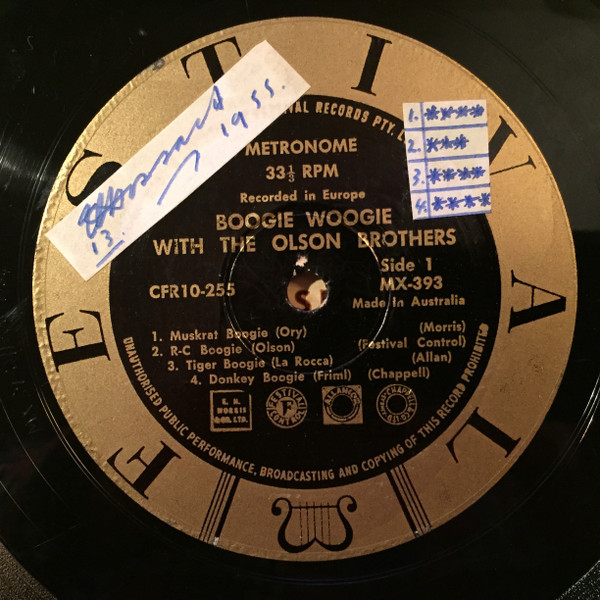 FESTIVAL
RECORDS PTY.
METRONOME
33⅓ RPM
Recorded in Europe
BOOGIE WOOGIE
WITH THE OLSON BROTHERS
Side 1
CFR10-255
MX-393
Made In Australia
1. Muskrat Boogie (Ory) (Morris)
2. R-C Boogie (Olson) (Festival Control)
3. Tiger Boogie (La Rocca) (Allan)
4. Donkey Boogie (Friml) (Chappell)
FESTIVAL
F
CONTROL
UNAUTHORISED PUBLIC PERFORMANCE, BROADCASTING AND COPYING OF THIS RECORD PROHIBITED
1955.
13.
1. ****
2. ***
3. ****
4. ****